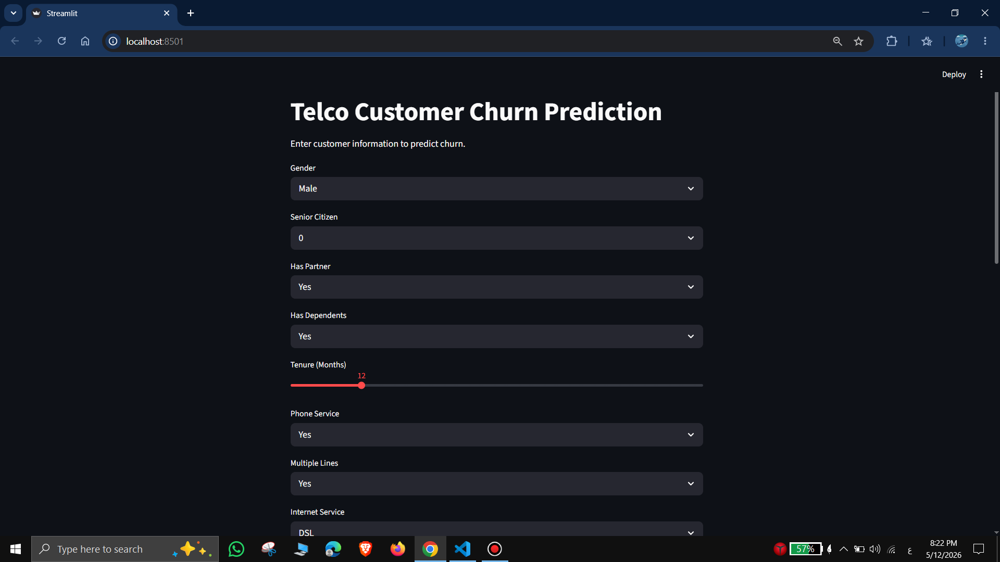 Streamlit
localhost:8501
Deploy
Telco Customer Churn Prediction
Enter customer information to predict churn.
Gender
Male
Senior Citizen
0
Has Partner
Yes
Has Dependents
Yes
Tenure (Months)
12
Phone Service
Yes
Multiple Lines
Yes
Internet Service
DSL
Type here to search
57%
ع
8:22 PM
5/12/2026